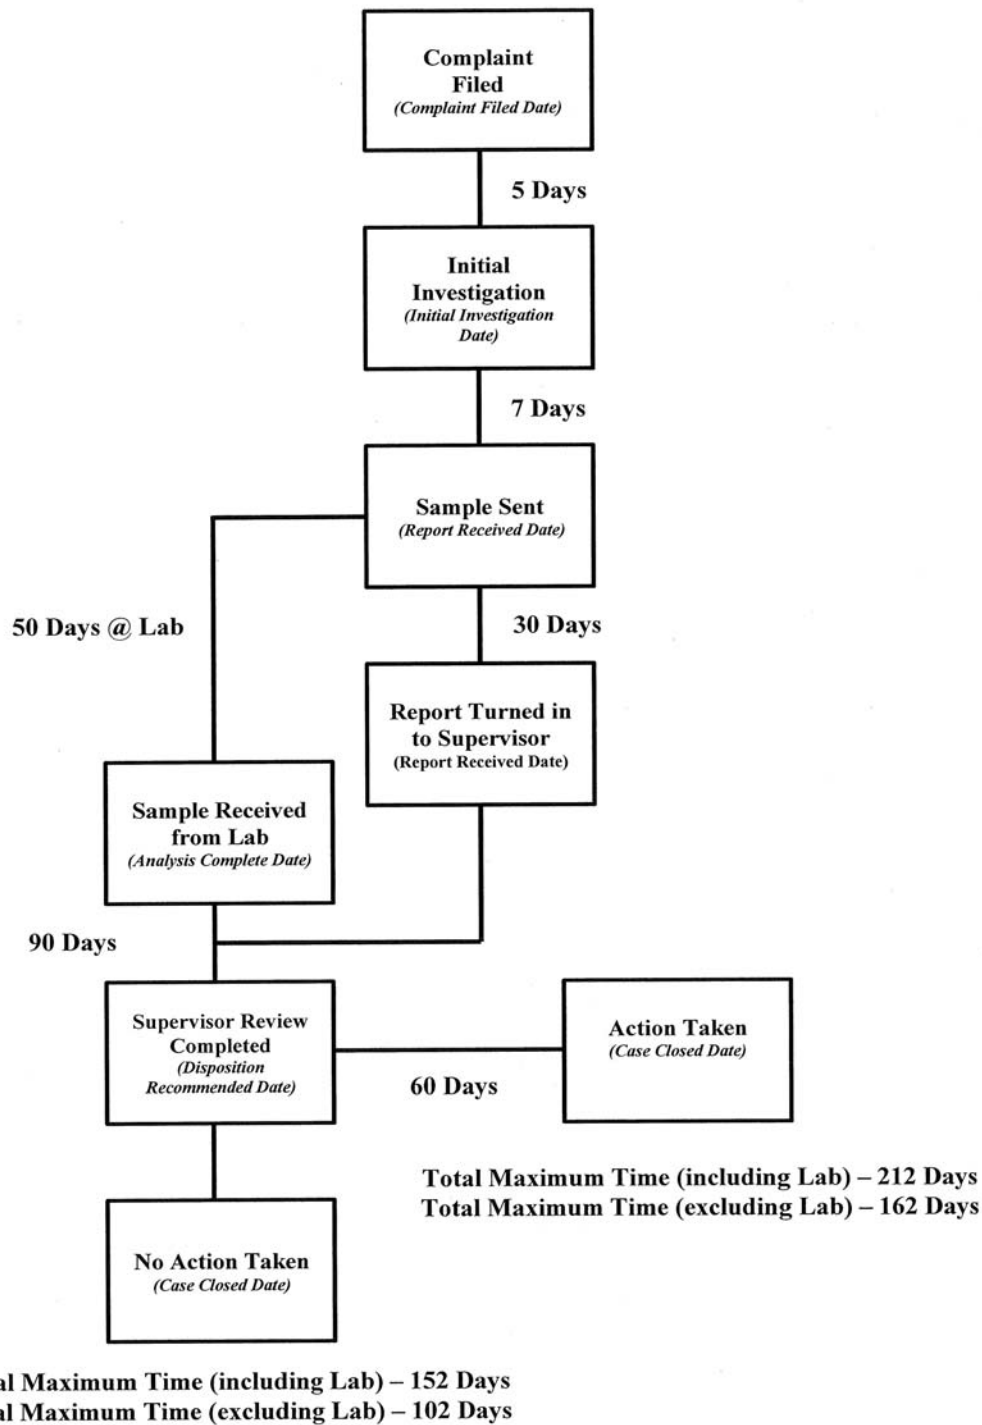 Complaint
Filed
(Complaint Filed Date)
5 Days
Initial
Investigation
(Initial Investigation
Date)
7 Days
Sample Sent
(Report Received Date)
50 Days @ Lab
30 Days
Report Turned in
to Supervisor
(Report Received Date)
Sample Received
from Lab
(Analysis Complete Date)
90 Days
Supervisor Review
Completed
(Disposition
Recommended Date)
60 Days
Action Taken
(Case Closed Date)
Total Maximum Time (including Lab) – 212 Days
Total Maximum Time (excluding Lab) – 162 Days
No Action Taken
(Case Closed Date)
al Maximum Time (including Lab) – 152 Days
al Maximum Time (excluding Lab) – 102 Days